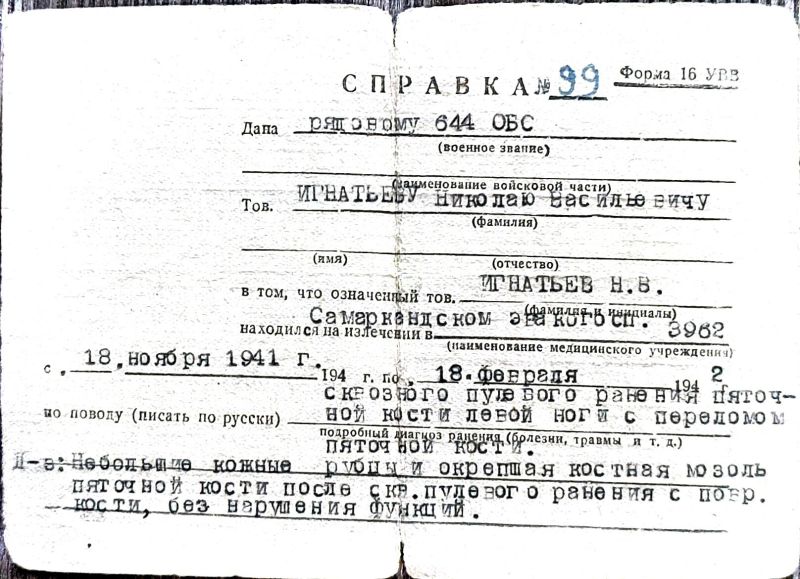 СПРАВКА № 99 Форма 16 УВВ
Дана рядовому 644 ОБС
(военное звание)
(наименование войсковой части)
Тов. ИГНАТЬЕВУ Николаю Васильевичу
(фамилия)
(имя) (отчество)
в том, что означенный тов. ИГНАТЬЕВ Н.В.
(фамилия и инициалы)
Самаркандском эвакогосп. 3962
находился на излечении в
(наименование медицинского учреждения)
с 18 ноября 1941 г. 194 г. по 18.февраля 194 2 г.
сквозного пулевого ранения пяточ-
по поводу (писать по русски) ной кости левой ноги с переломом
подробный диагноз ранения (болезни, травмы и т. д.)
пяточной кости.
Д-з: Небольшие кожные рубцы и окрепшая костная мозоль
пяточной кости после скв.пулевого ранения с повр.
кости, без нарушения функций.